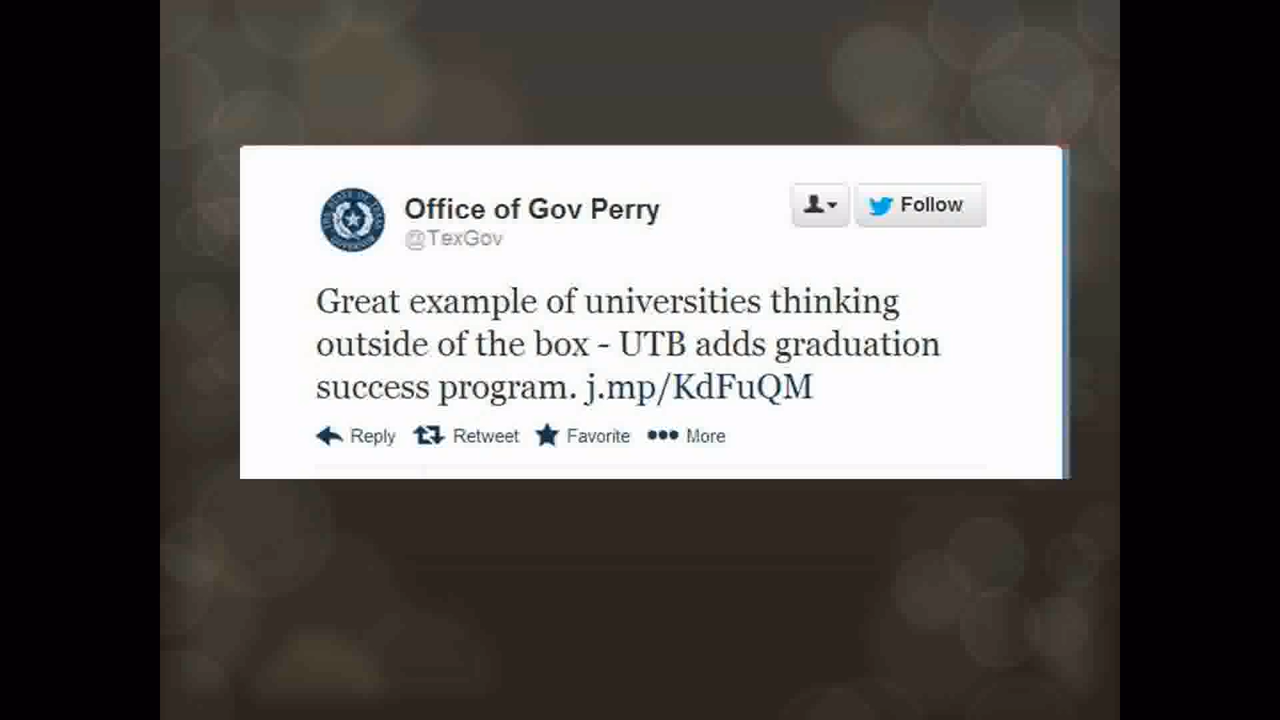 Office of Gov Perry
@TexGov
Follow
Great example of universities thinking
outside of the box - UTB adds graduation
success program. j.mp/KdFuQM
Reply Retweet Favorite More